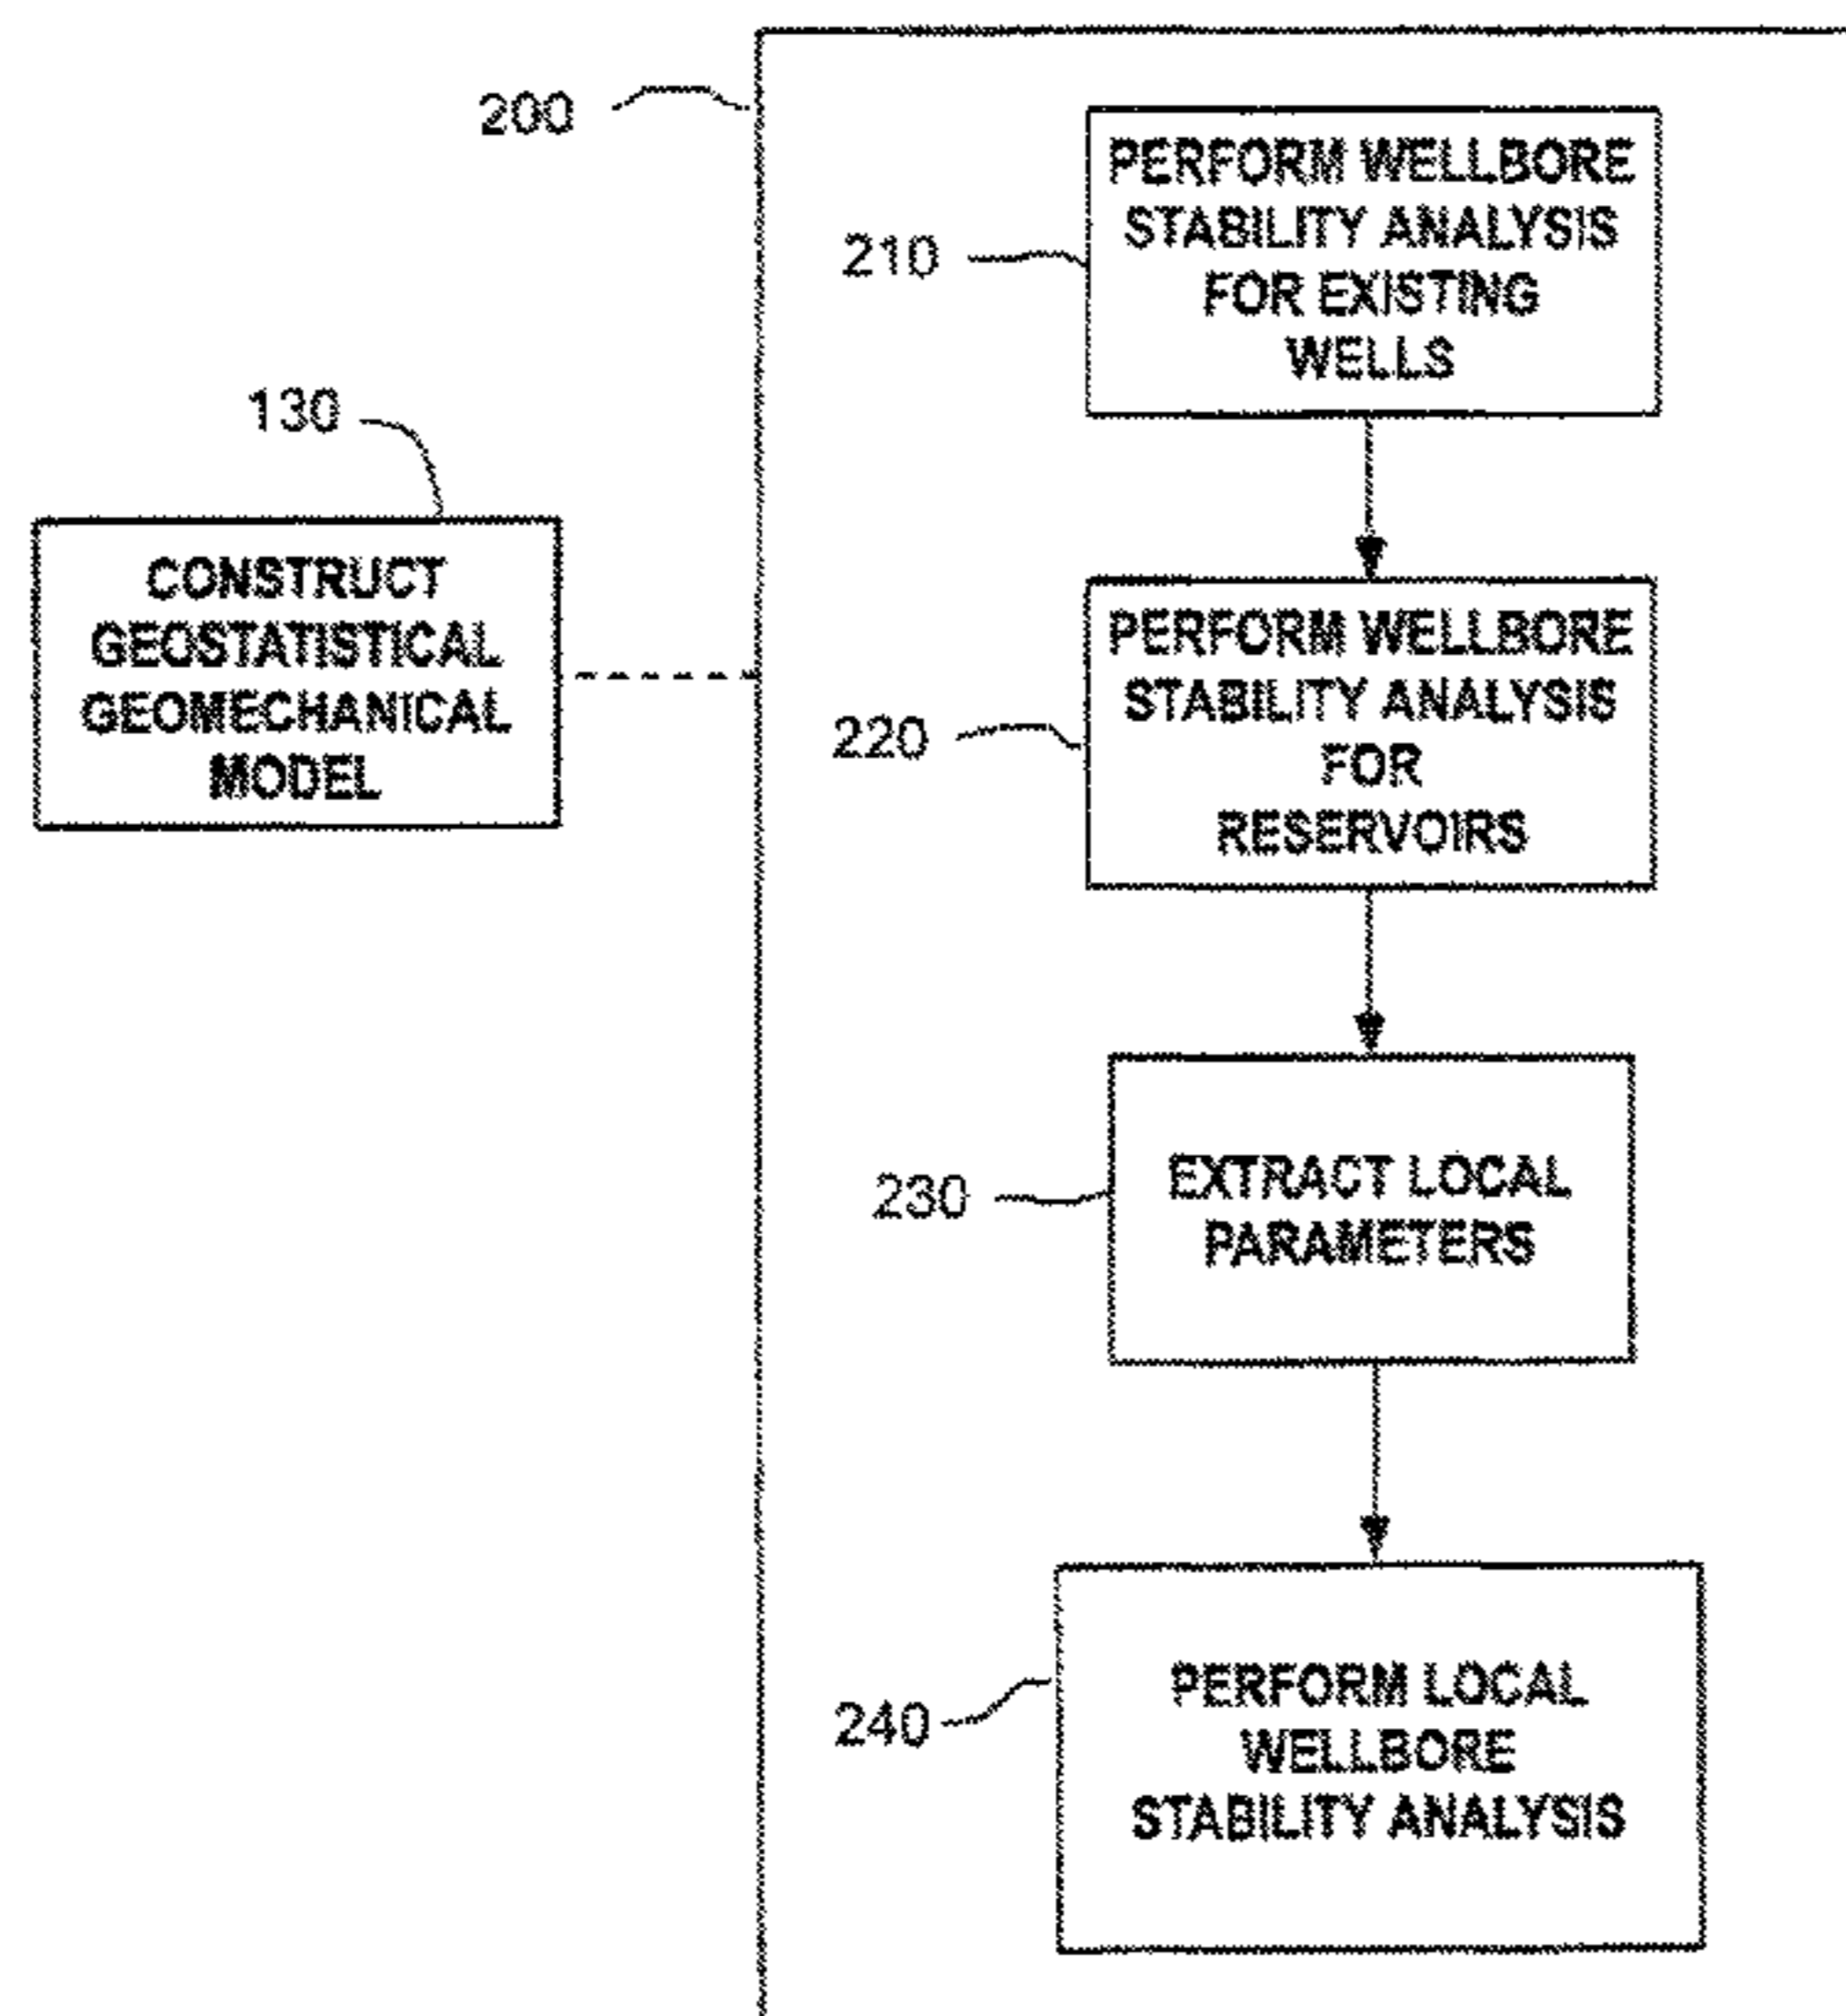 200
PERFORM WELLBORE
STABILITY ANALYSIS
FOR EXISTING
WELLS
210
130
CONSTRUCT
GEOSTATISTICAL
GEOMECHANICAL
MODEL
PERFORM WELLBORE
STABILITY ANALYSIS
FOR
RESERVOIRS
220
EXTRACT LOCAL
PARAMETERS
230
PERFORM LOCAL
WELLBORE
STABILITY ANALYSIS
240